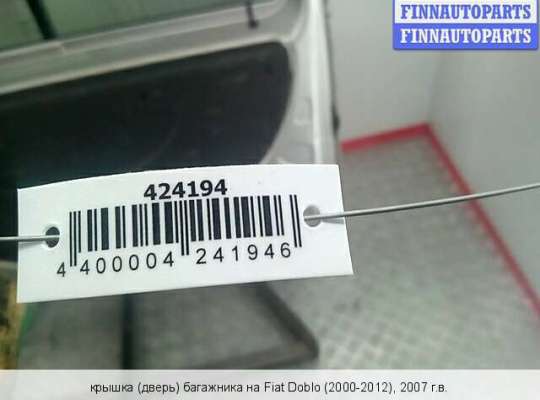 FINNAUTOPARTS
FINNAUTOPARTS
424194
4 400004 241946
крышка (дверь) багажника на Fiat Doblo (2000-2012), 2007 г.в.